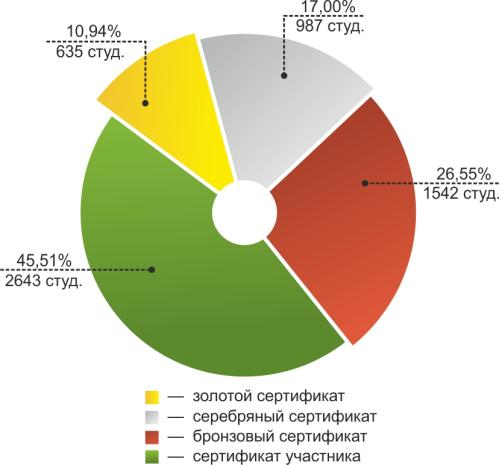 17,00%
987 студ.
10,94%
635 студ.
26,55%
1542 студ.
45,51%
2643 студ.
— золотой сертификат
— серебряный сертификат
— бронзовый сертификат
— сертификат участника